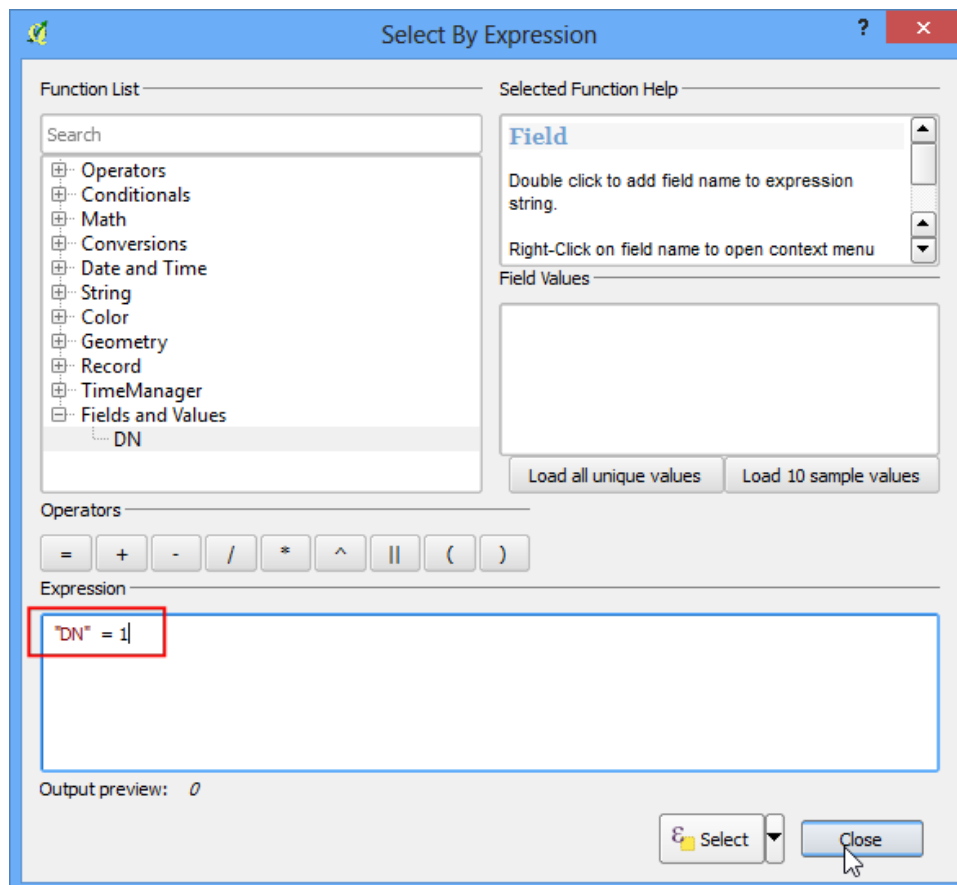 Select By Expression
?
Function List
Search
Operators
Conditionals
Math
Conversions
Date and Time
String
Color
Geometry
Record
TimeManager
Fields and Values
DN
Selected Function Help
Field
Double click to add field name to expression
string.
Right-Click on field name to open context menu
Field Values
Load all unique values Load 10 sample values
Operators
= + - / * ^ || ( )
Expression
"DN" = 1
Output preview: 0
ε Select Close